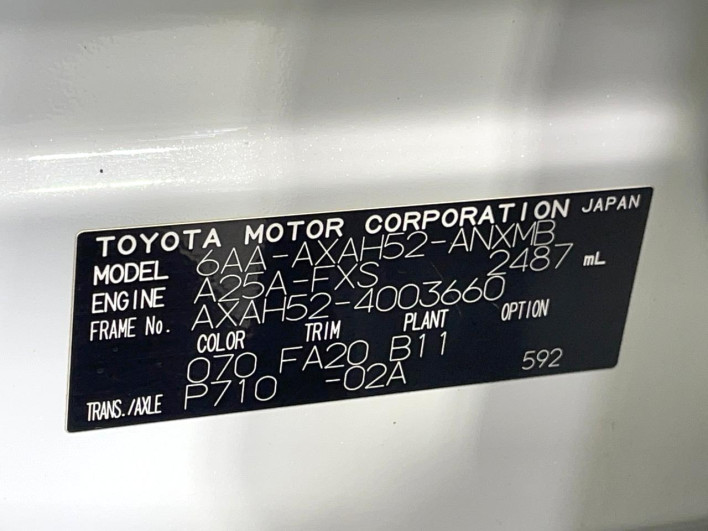 TOYOTA MOTOR CORPORATION JAPAN
MODEL 6AA-AXAH52-ANXMB
ENGINE A25A-FXS 2487 mL
FRAME No. AXAH52-4003660
COLOR TRIM PLANT OPTION
070 FA20 B11
TRANS./AXLE P710 -02A 592